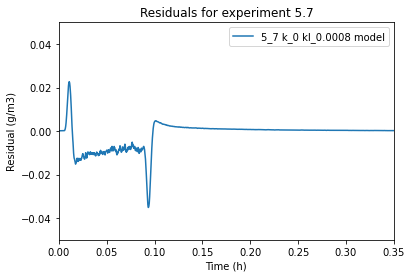 Residuals for experiment 5.7
5_7 k_0 kl_0.0008 model
Residual (g/m3)
0.04
0.02
0.00
−0.02
−0.04
0.00 0.05 0.10 0.15 0.20 0.25 0.30 0.35
Time (h)